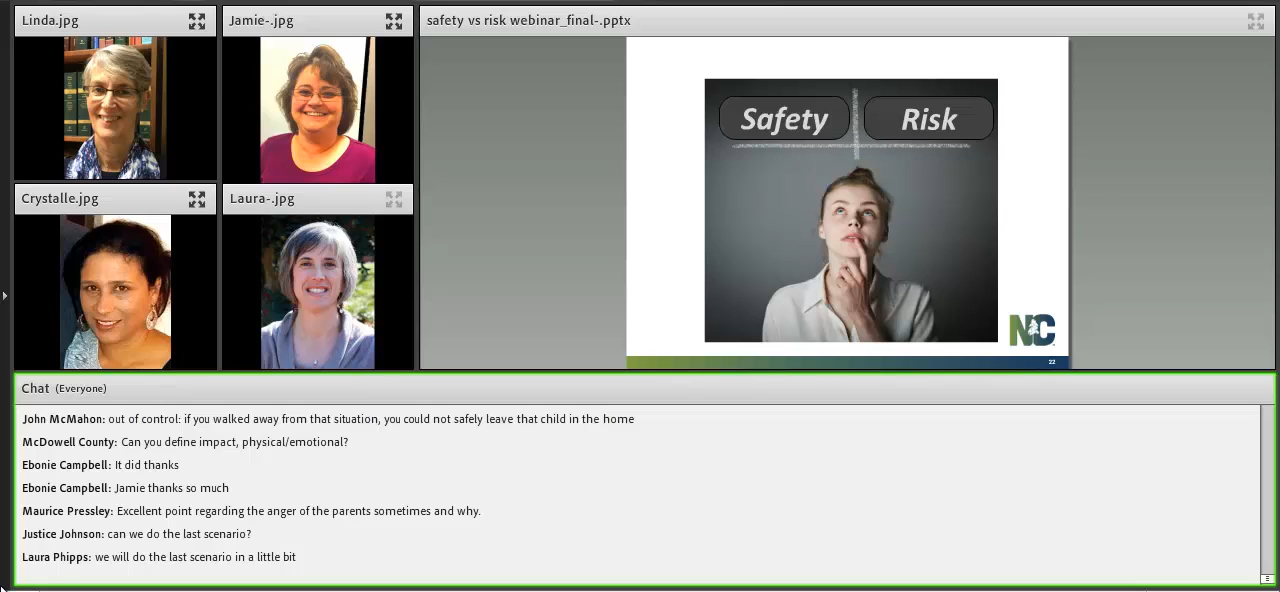 Linda.jpg
Jamie-.jpg
safety vs risk webinar_final-.pptx
Safety
Risk
Crystalle.jpg
Laura-.jpg
NC
22
Chat (Everyone)
John McMahon: out of control: if you walked away from that situation, you could not safely leave that child in the home
McDowell County: Can you define impact, physical/emotional?
Ebonie Campbell: It did thanks
Ebonie Campbell: Jamie thanks so much
Maurice Pressley: Excellent point regarding the anger of the parents sometimes and why.
Justice Johnson: can we do the last scenario?
Laura Phipps: we will do the last scenario in a little bit